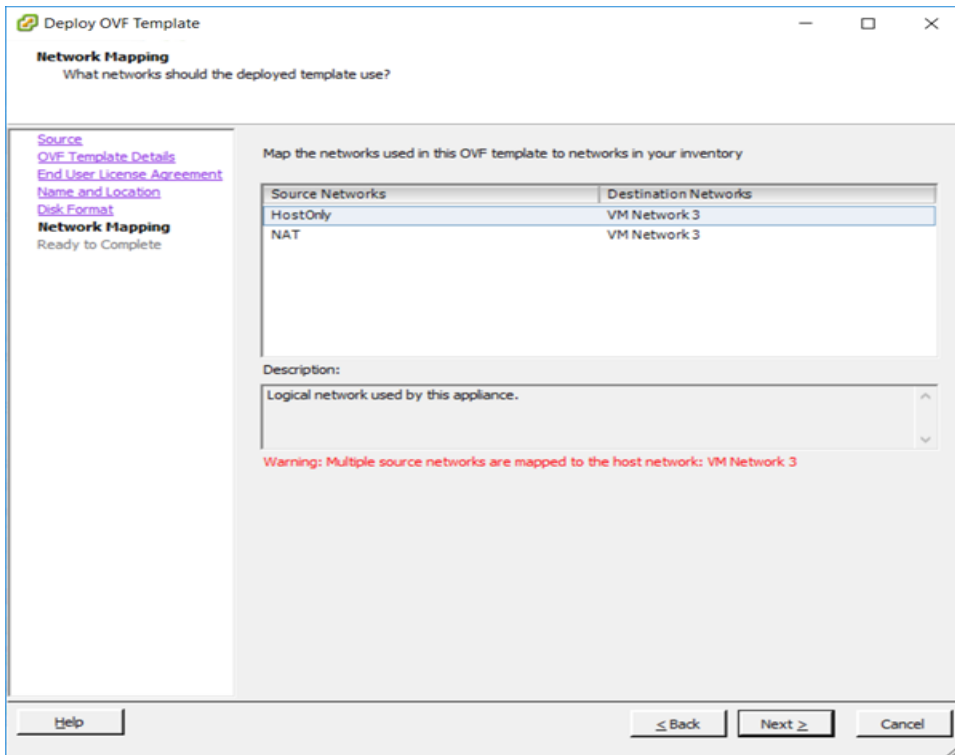 Deploy OVF Template
Network Mapping
What networks should the deployed template use?
Source
OVF Template Details
End User License Agreement
Name and Location
Disk Format
Network Mapping
Ready to Complete
Map the networks used in this OVF template to networks in your inventory
Source Networks Destination Networks
HostOnly VM Network 3
NAT VM Network 3
Description:
Logical network used by this appliance.
Warning: Multiple source networks are mapped to the host network: VM Network 3
Help < Back Next > Cancel